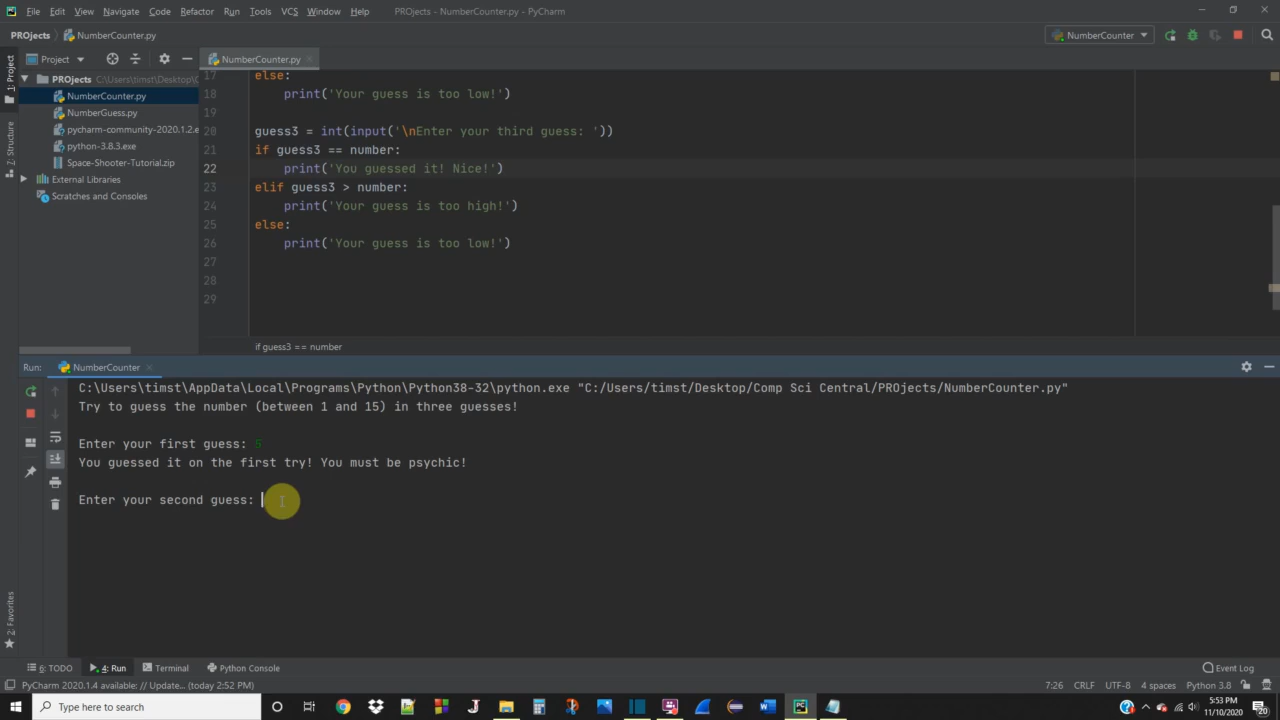 File Edit View Navigate Code Refactor Run Tools VCS Window Help PROjects - NumberCounter.py - PyCharm
PROjects NumberCounter.py NumberCounter
1: Project
Project
NumberCounter.py
PROjects C:\Users\timst\Desktop\C
NumberCounter.py
NumberGuess.py
pycharm-community-2020.1.2.e
python-3.8.3.exe
Space-Shooter-Tutorial.zip
External Libraries
Scratches and Consoles
7: Structure
17 else:
18 print('Your guess is too low!')
19
20 guess3 = int(input('\nEnter your third guess: '))
21 if guess3 == number:
22 print('You guessed it! Nice!')
23 elif guess3 > number:
24 print('Your guess is too high!')
25 else:
26 print('Your guess is too low!')
27
28
29
if guess3 == number
Run: NumberCounter
C:\Users\timst\AppData\Local\Programs\Python\Python38-32\python.exe "C:/Users/timst/Desktop/Comp Sci Central/PROjects/NumberCounter.py"
Try to guess the number (between 1 and 15) in three guesses!
Enter your first guess: 5
You guessed it on the first try! You must be psychic!
Enter your second guess:
2: Favorites
6: TODO 4: Run Terminal Python Console Event Log
PyCharm 2020.1.4 available: // Update... (today 2:52 PM) 7:26 CRLF UTF-8 4 spaces Python 3.8
Type here to search
5:53 PM
11/10/2020
20